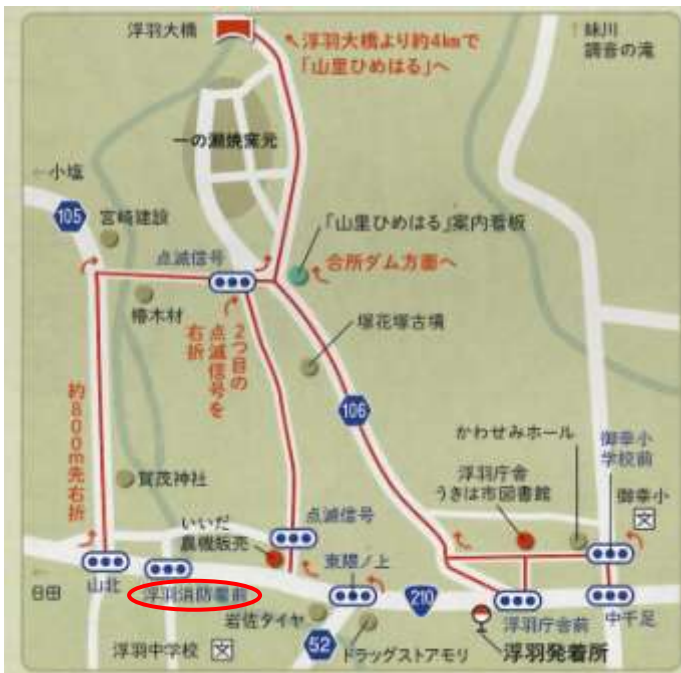 浮羽大橋
浮羽大橋より約4kmで
「山里ひめはる」へ
↑妹川
調音の滝
一の瀬焼窯元
←小塩
105
宮崎建設
点滅信号
「山里ひめはる」案内看板
合所ダム方面へ
椿木材
2つ目の
点滅信号を
右折
塚花塚古墳
約800m先右折
106
かわせみホール
御幸小
学校前
浮羽庁舎
うきは市図書館
御幸小
文
賀茂神社
いいだ
農機販売
点滅信号
東隈ノ上
←
日田
山北
浮羽消防署前
岩佐タイヤ
210
浮羽庁舎前
中千足
浮羽中学校
文
52
ドラッグストアモリ
浮羽発着所